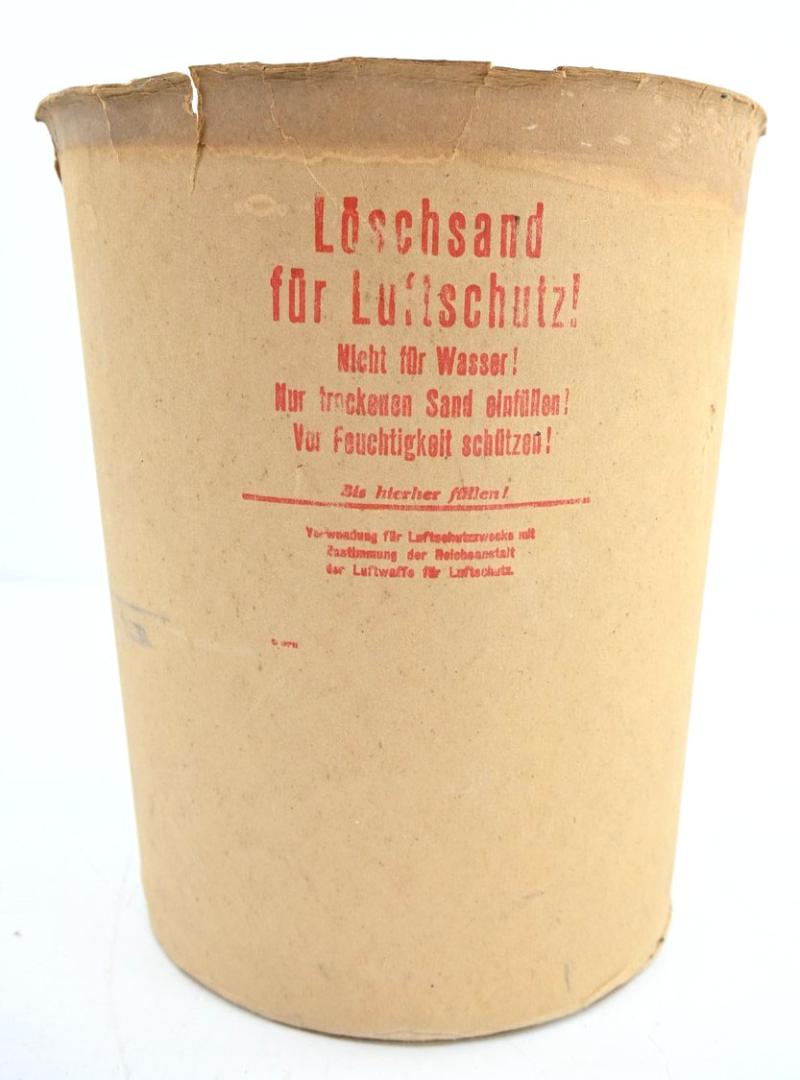 Löschsand
für Luftschutz!
Nicht für Wasser!
Nur trockenen Sand einfüllen!
Vor Feuchtigkeit schützen!
Bis hierher füllen!
Verwendung für Luftschutzzwecke mit
Zustimmung der Reichsanstalt
der Luftwaffe für Luftschutz.